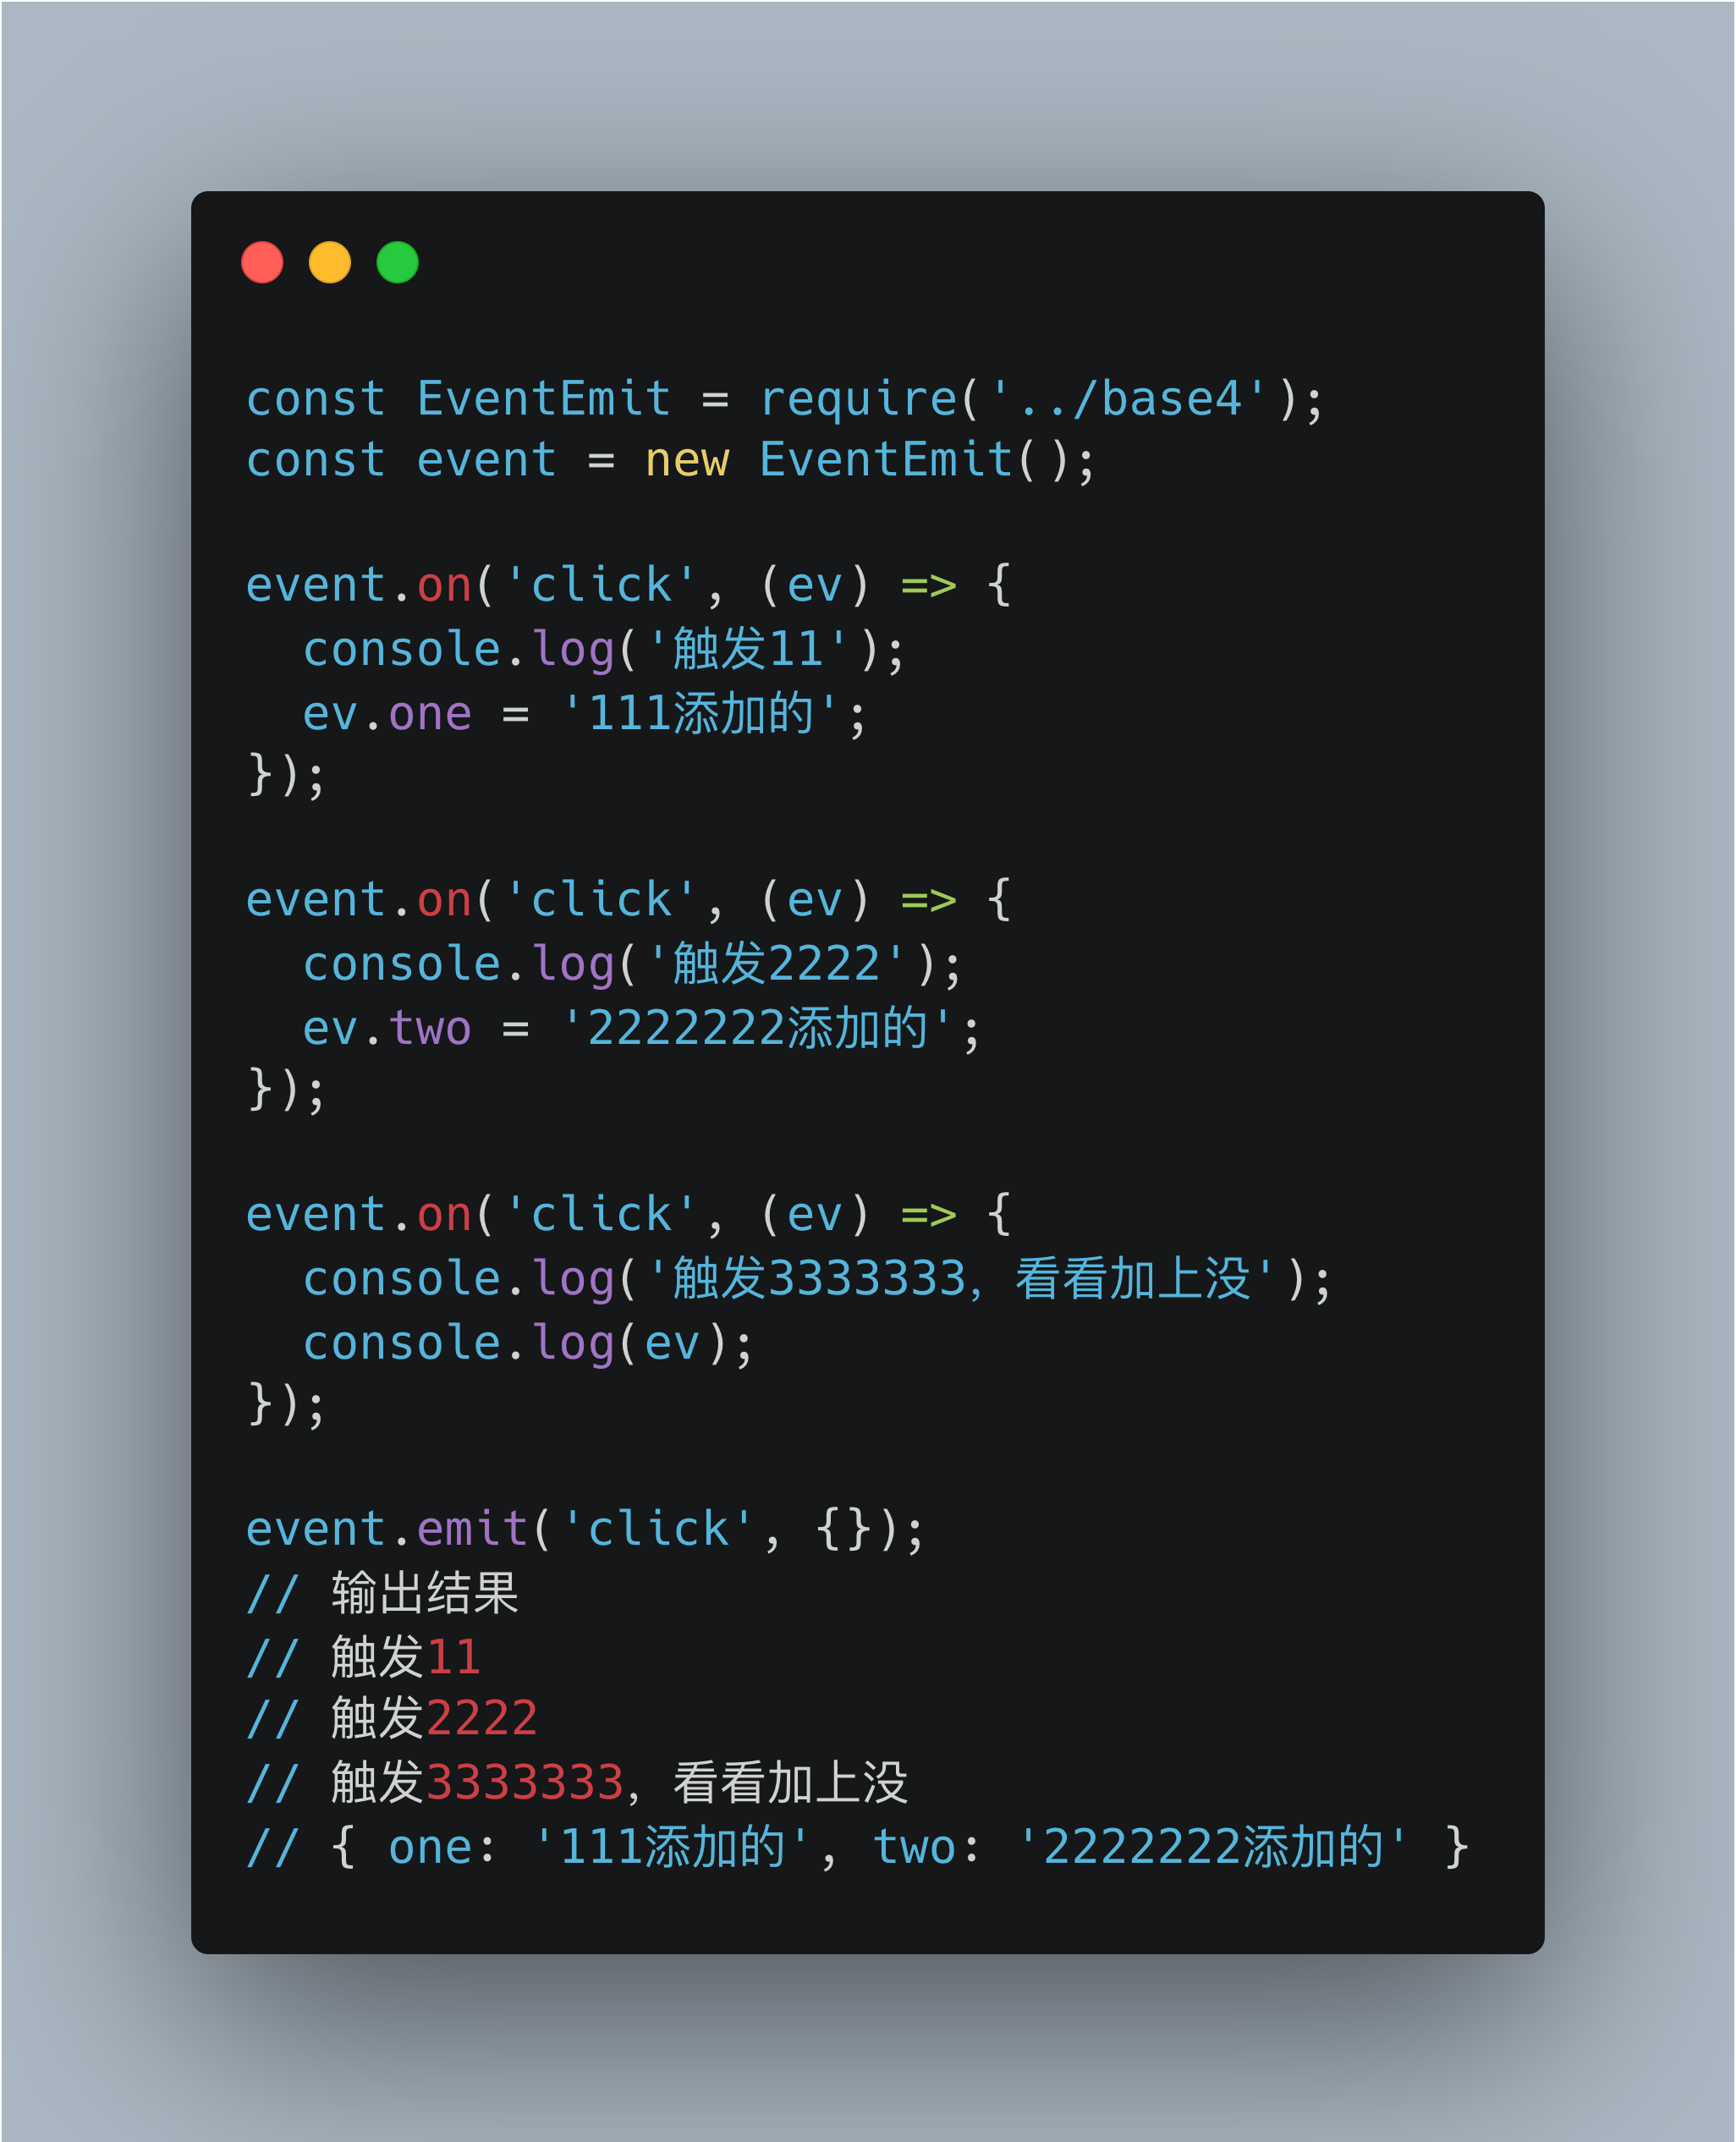 const EventEmit = require('../base4');
const event = new EventEmit();
event.on('click', (ev) => {
  console.log('触发11');
  ev.one = '111添加的';
});
event.on('click', (ev) => {
  console.log('触发2222');
  ev.two = '2222222添加的';
});
event.on('click', (ev) => {
  console.log('触发3333333，看看加上没');
  console.log(ev);
});
event.emit('click', {});
// 输出结果
// 触发11
// 触发2222
// 触发3333333，看看加上没
// { one: '111添加的', two: '2222222添加的' }